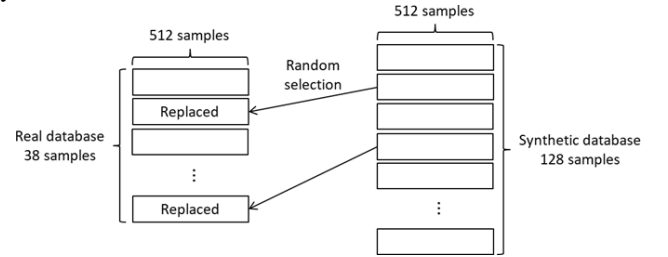 512 samples
512 samples
Random
selection
Replaced
Real database
38 samples
Replaced
Synthetic database
128 samples